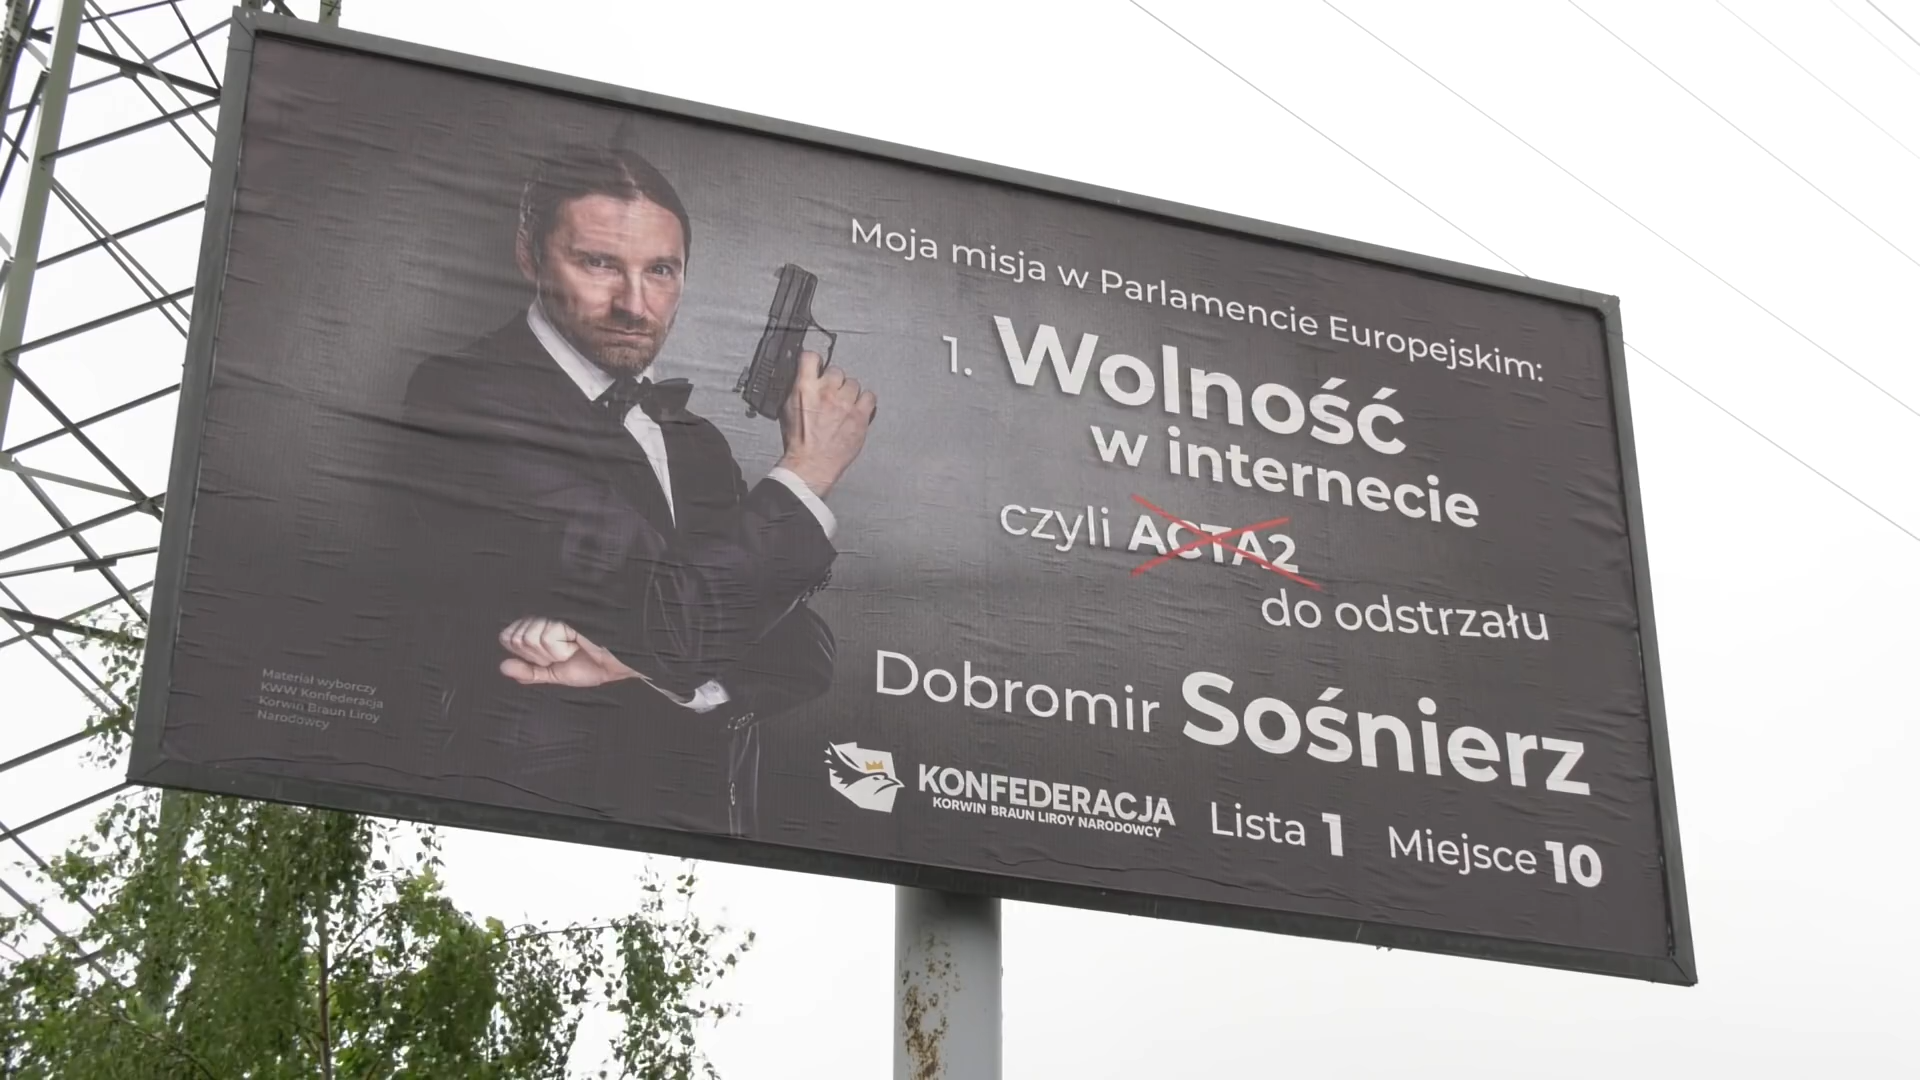 Moja misja w Parlamencie Europejskim:
1. Wolność
w internecie
czyli ACTA2
do odstrzału
Dobromir Sośnierz
KONFEDERACJA
KORWIN BRAUN LIROY NARODOWCY
Lista 1 Miejsce 10
Materiał wyborczy
KWW Konfederacja
Korwin Braun Liroy
Narodowcy